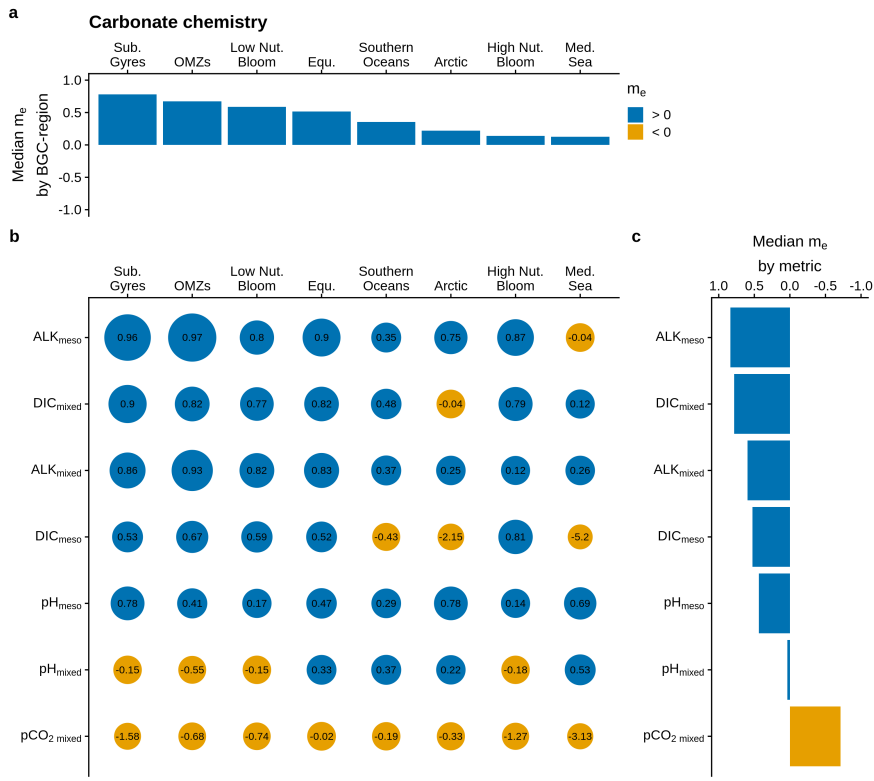 a
Carbonate chemistry
Sub. Gyres
OMZs
Low Nut. Bloom
Equ.
Southern Oceans
Arctic
High Nut. Bloom
Med. Sea
Median me by BGC-region
1.0
0.5
0.0
-0.5
-1.0
me
> 0
< 0
b
Sub. Gyres
OMZs
Low Nut. Bloom
Equ.
Southern Oceans
Arctic
High Nut. Bloom
Med. Sea
ALKmeso 0.96 0.97 0.8 0.9 0.35 0.75 0.87 -0.04
DICmixed 0.9 0.82 0.77 0.82 0.48 -0.04 0.79 0.12
ALKmixed 0.86 0.93 0.82 0.83 0.37 0.25 0.12 0.26
DICmeso 0.53 0.67 0.59 0.52 -0.43 -2.15 0.81 -5.2
pHmeso 0.78 0.41 0.17 0.47 0.29 0.78 0.14 0.69
pHmixed -0.15 -0.55 -0.15 0.33 0.37 0.22 -0.18 0.53
pCO2 mixed -1.58 -0.68 -0.74 -0.02 -0.19 -0.33 -1.27 -3.13
c
Median me
by metric
1.0 0.5 0.0 -0.5 -1.0
ALKmeso
DICmixed
ALKmixed
DICmeso
pHmeso
pHmixed
pCO2 mixed